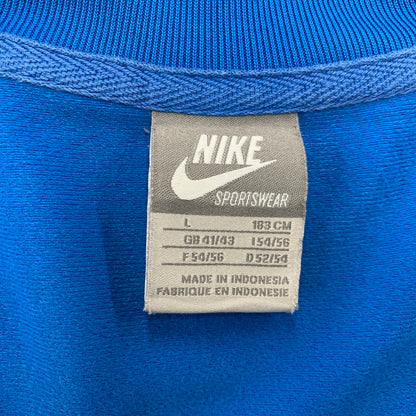 NIKE
SPORTSWEAR
L 183 CM
GB 41/43 I 54/56
F 54/56 D 52/54
MADE IN INDONESIA
FABRIQUE EN INDONESIE